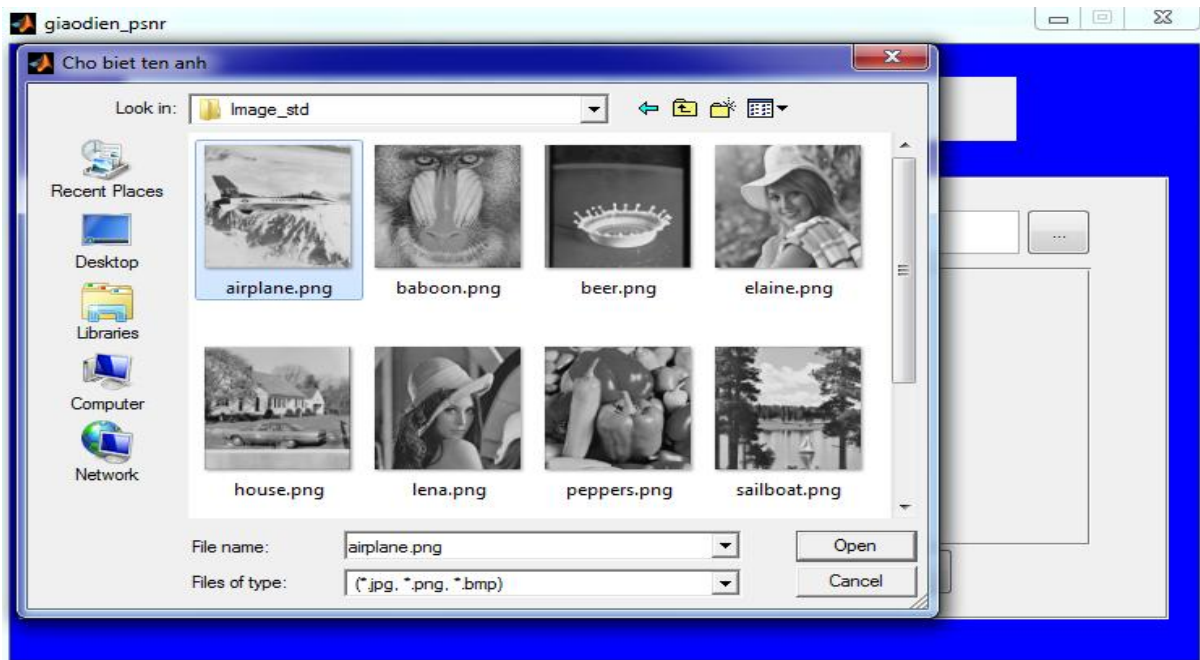 giaodien_psnr
Cho biet ten anh
Look in: Image_std
Recent Places
Desktop
Libraries
Computer
Network
airplane.png baboon.png beer.png elaine.png
house.png lena.png peppers.png sailboat.png
File name: airplane.png Open
Files of type: (*.jpg, *.png, *.bmp) Cancel
...